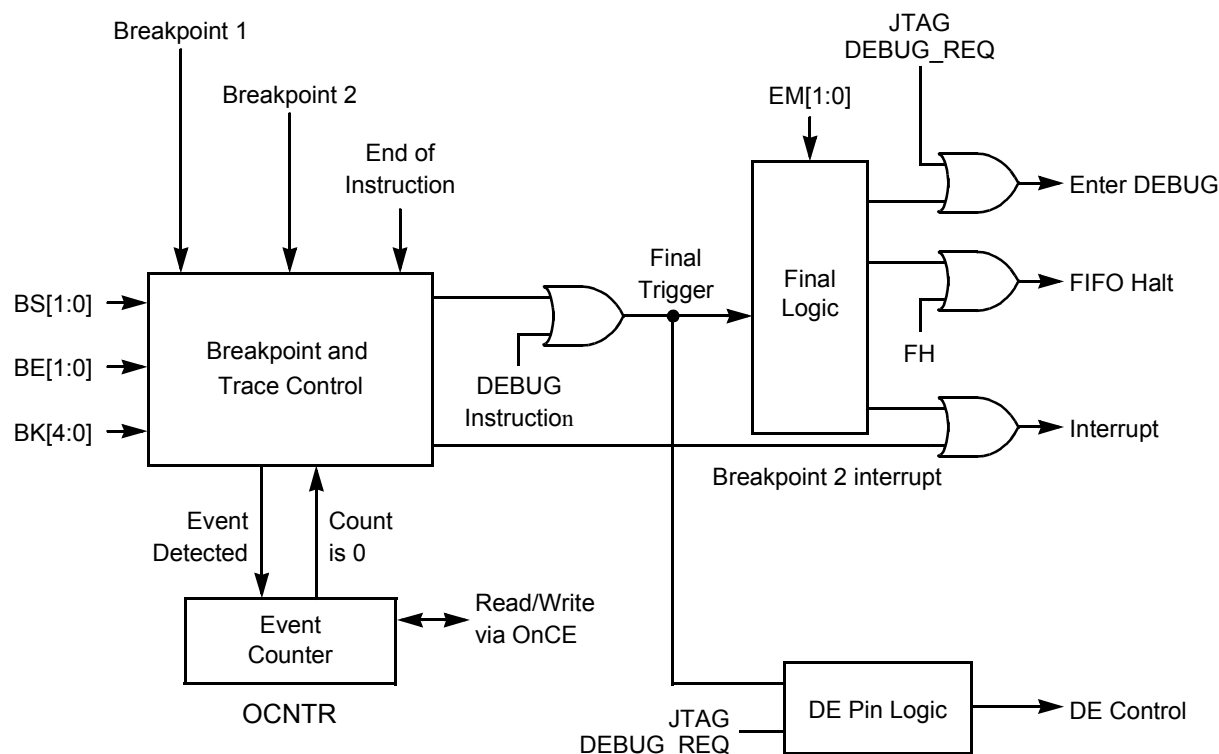 Breakpoint 1
Breakpoint 2
End of
Instruction
JTAG
DEBUG_REQ
EM[1:0]
Enter DEBUG
Final
Trigger
Final
Logic
FIFO Halt
FH
BS[1:0]
BE[1:0]
BK[4:0]
Breakpoint and
Trace Control
DEBUG
Instruction
Interrupt
Breakpoint 2 interrupt
Event
Detected
Count
is 0
Event
Counter
Read/Write
via OnCE
OCNTR
JTAG
DEBUG_REQ
DE Pin Logic
DE Control